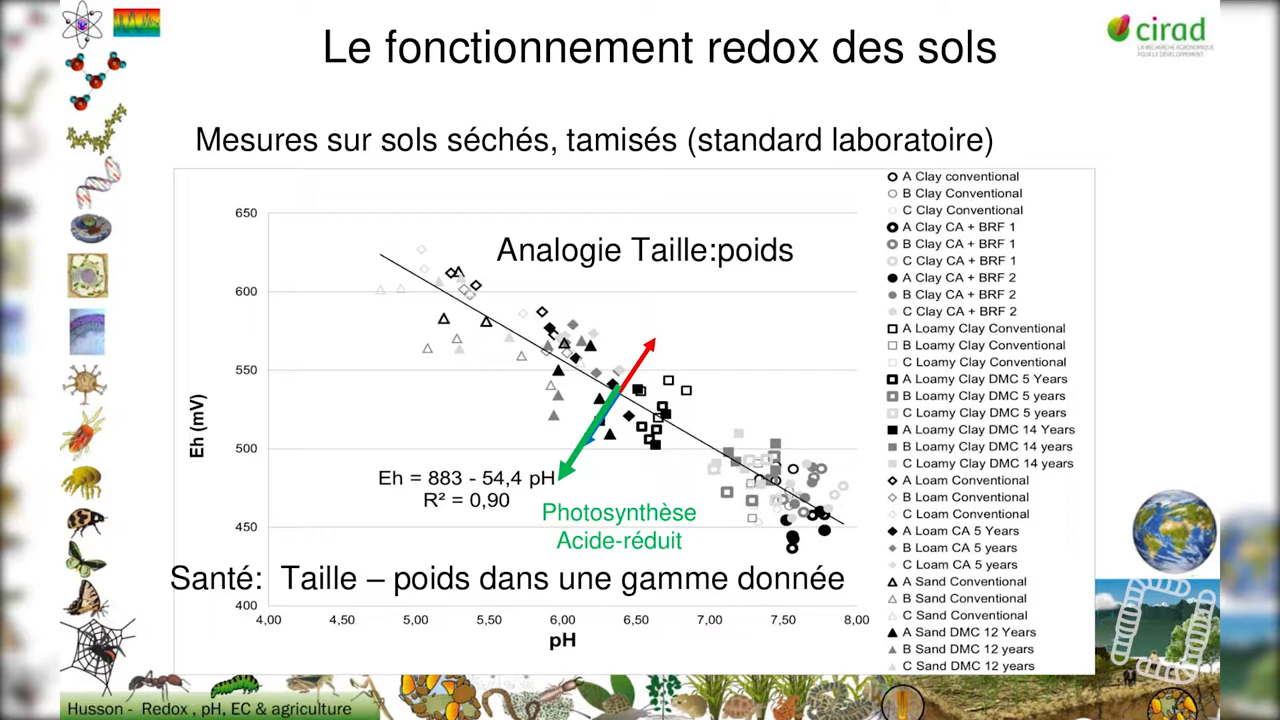 Le fonctionnement redox des sols
cirad
LA RECHERCHE AGRONOMIQUE
POUR LE DÉVELOPPEMENT
Mesures sur sols séchés, tamisés (standard laboratoire)
Analogie Taille:poids
650
600
550
500
450
400
Eh (mV)
Eh = 883 - 54,4 pH
R² = 0,90
Photosynthèse
Acide-réduit
Santé: Taille – poids dans une gamme donnée
4,00 4,50 5,00 5,50 6,00 6,50 7,00 7,50 8,00
pH
A Clay conventional
B Clay Conventional
C Clay Conventional
A Clay CA + BRF 1
B Clay CA + BRF 1
C Clay CA + BRF 1
A Clay CA + BRF 2
B Clay CA + BRF 2
C Clay CA + BRF 2
A Loamy Clay Conventional
B Loamy Clay Conventional
C Loamy Clay Conventional
A Loamy Clay DMC 5 Years
B Loamy Clay DMC 5 years
C Loamy Clay DMC 5 years
A Loamy Clay DMC 14 Years
B Loamy Clay DMC 14 years
C Loamy Clay DMC 14 years
A Loam Conventional
B Loam Conventional
C Loam Conventional
A Loam CA 5 Years
B Loam CA 5 years
C Loam CA 5 years
A Sand Conventional
B Sand Conventional
C Sand Conventional
A Sand DMC 12 Years
B Sand DMC 12 years
C Sand DMC 12 years
Husson - Redox , pH, EC & agriculture